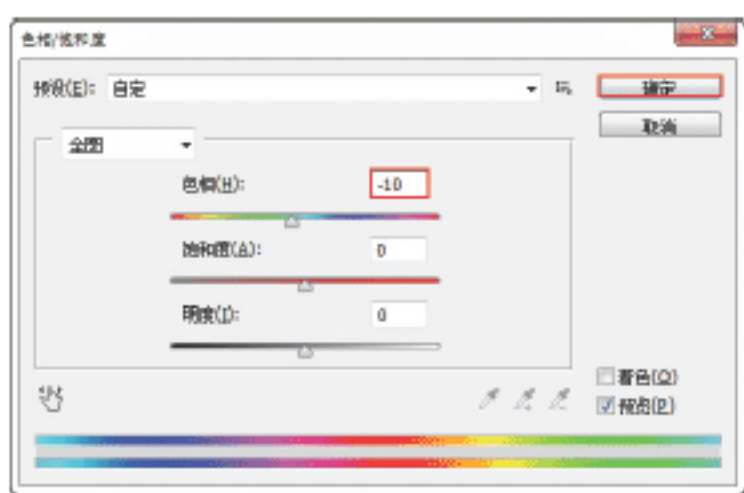 色相/饱和度
预设(E): 自定
确定
取消
全图
色相(H): -10
饱和度(A): 0
明度(I): 0
着色(O)
预览(P)